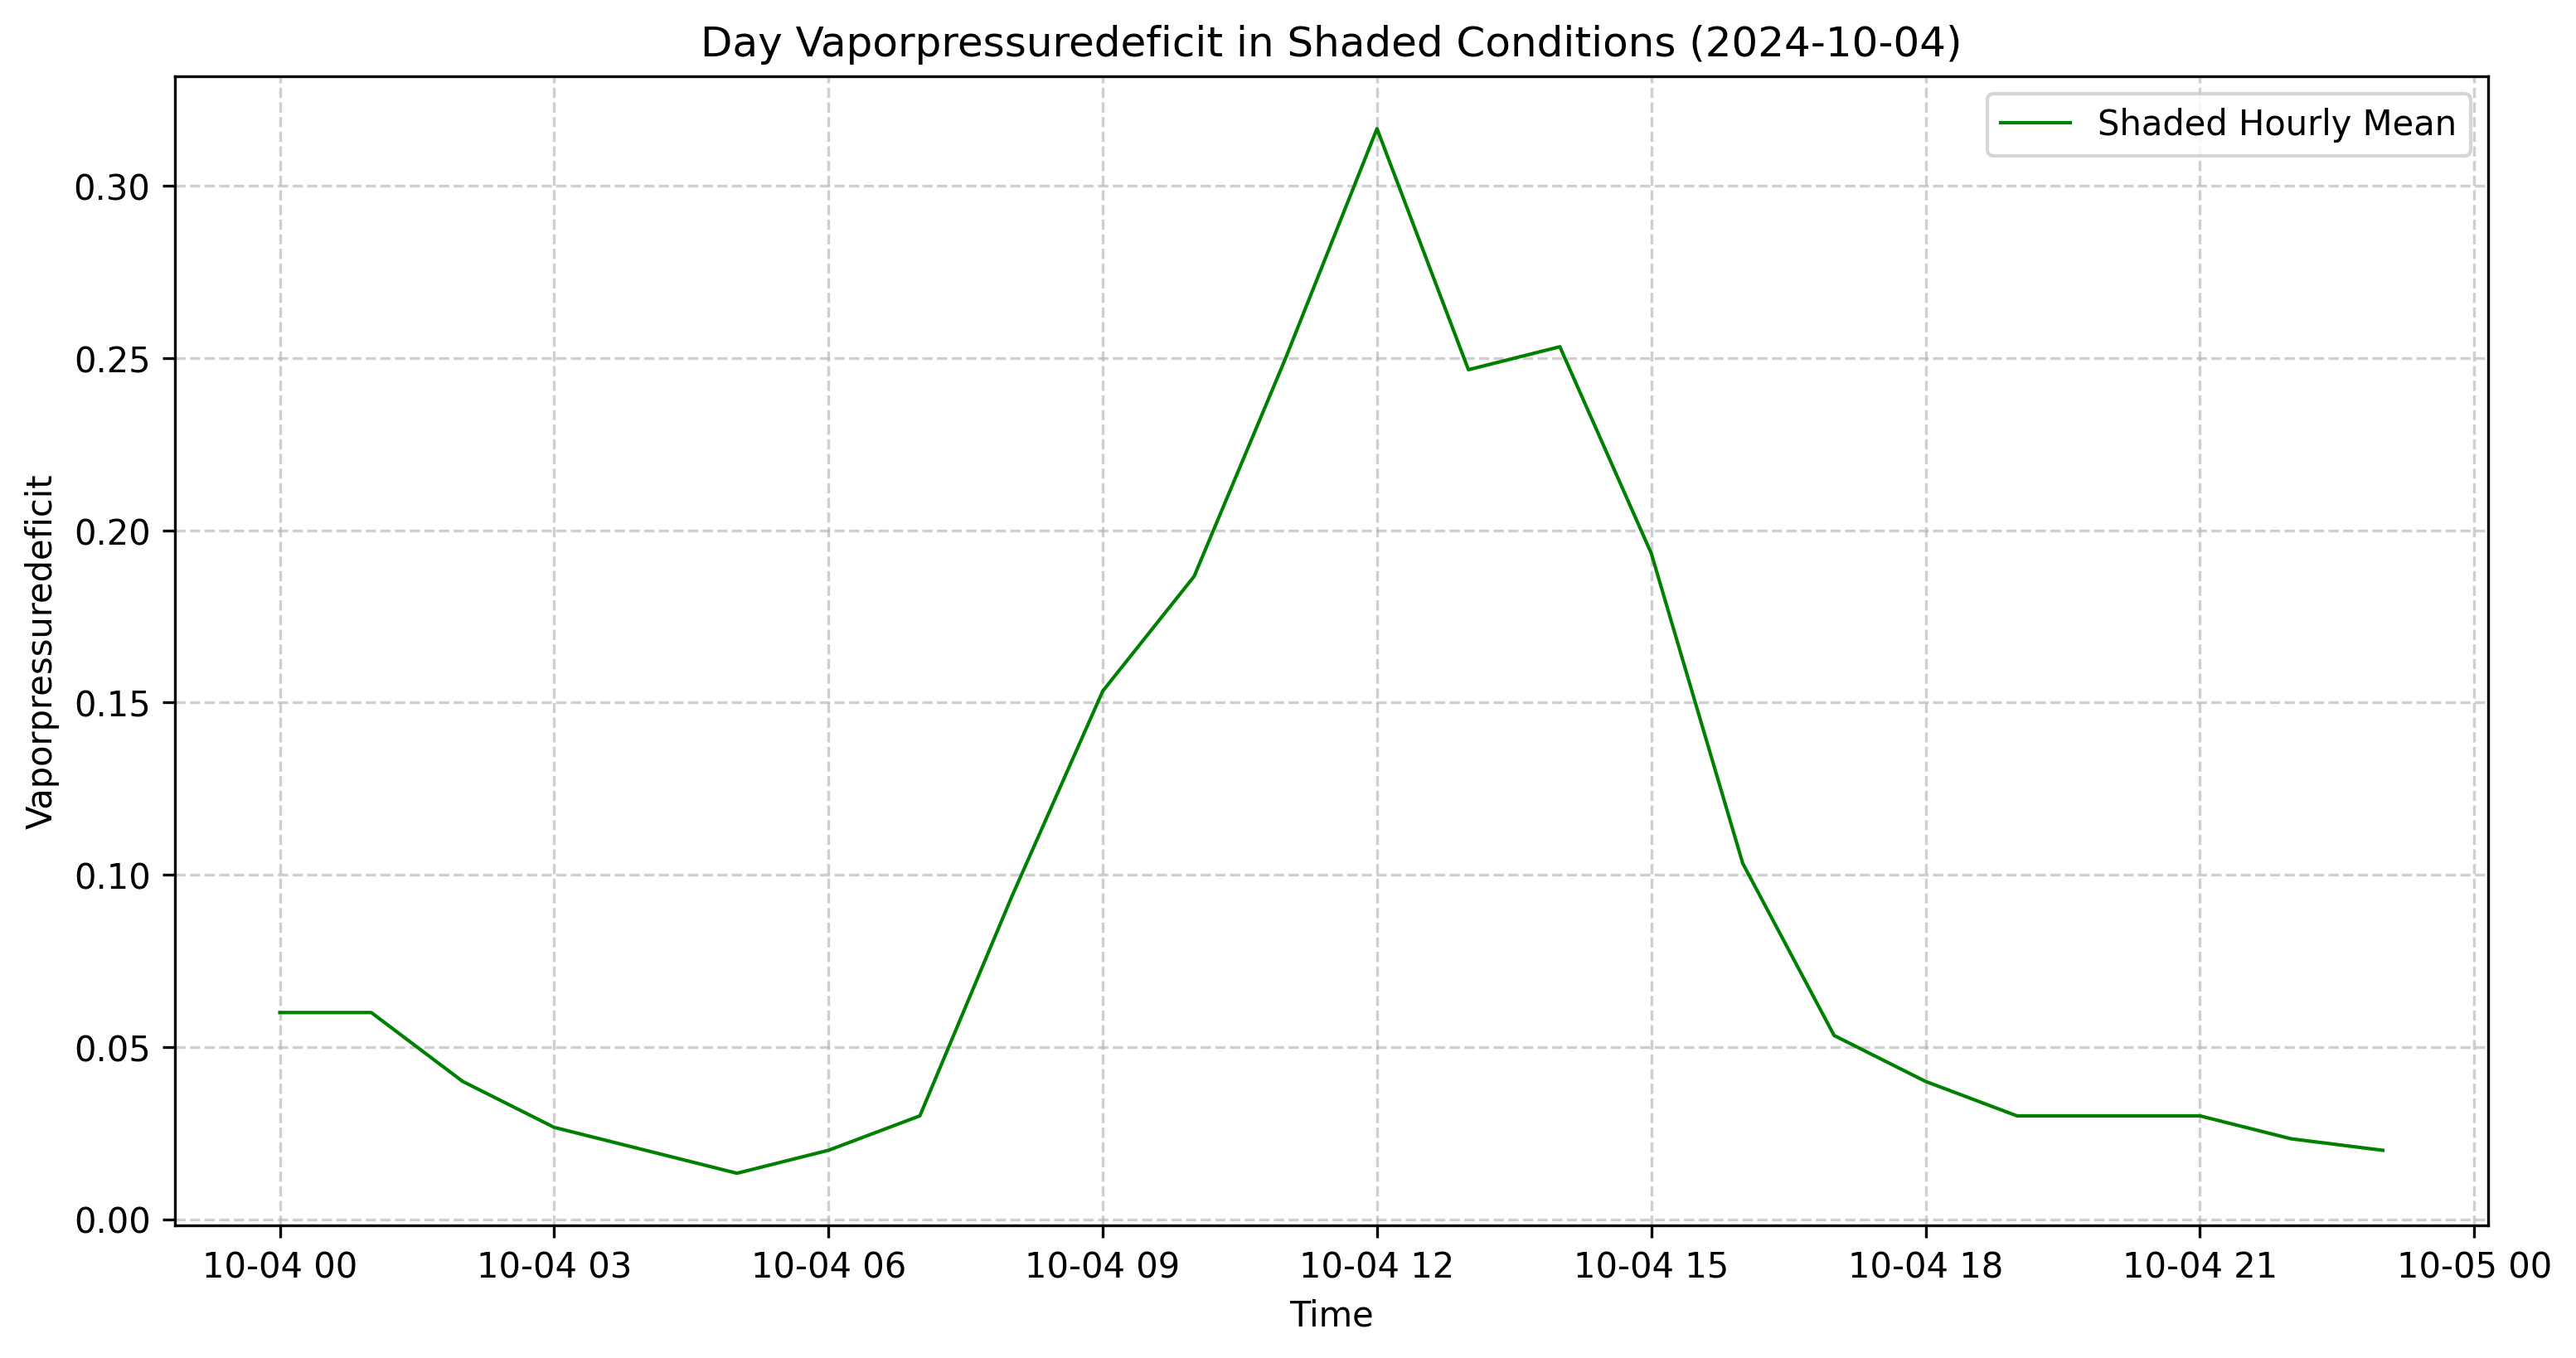 Day Vaporpressuredeficit in Shaded Conditions (2024-10-04)
Shaded Hourly Mean
0.30
0.25
0.20
0.15
0.10
0.05
0.00
Vaporpressuredeficit
10-04 00 10-04 03 10-04 06 10-04 09 10-04 12 10-04 15 10-04 18 10-04 21 10-05 00
Time